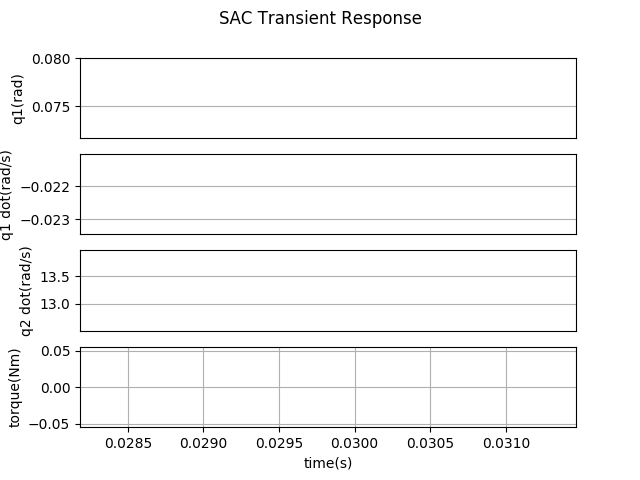 SAC Transient Response
0.080
0.075
q1(rad)
−0.022
−0.023
q1 dot(rad/s)
13.5
13.0
q2 dot(rad/s)
0.05
0.00
−0.05
torque(Nm)
0.0285 0.0290 0.0295 0.0300 0.0305 0.0310
time(s)